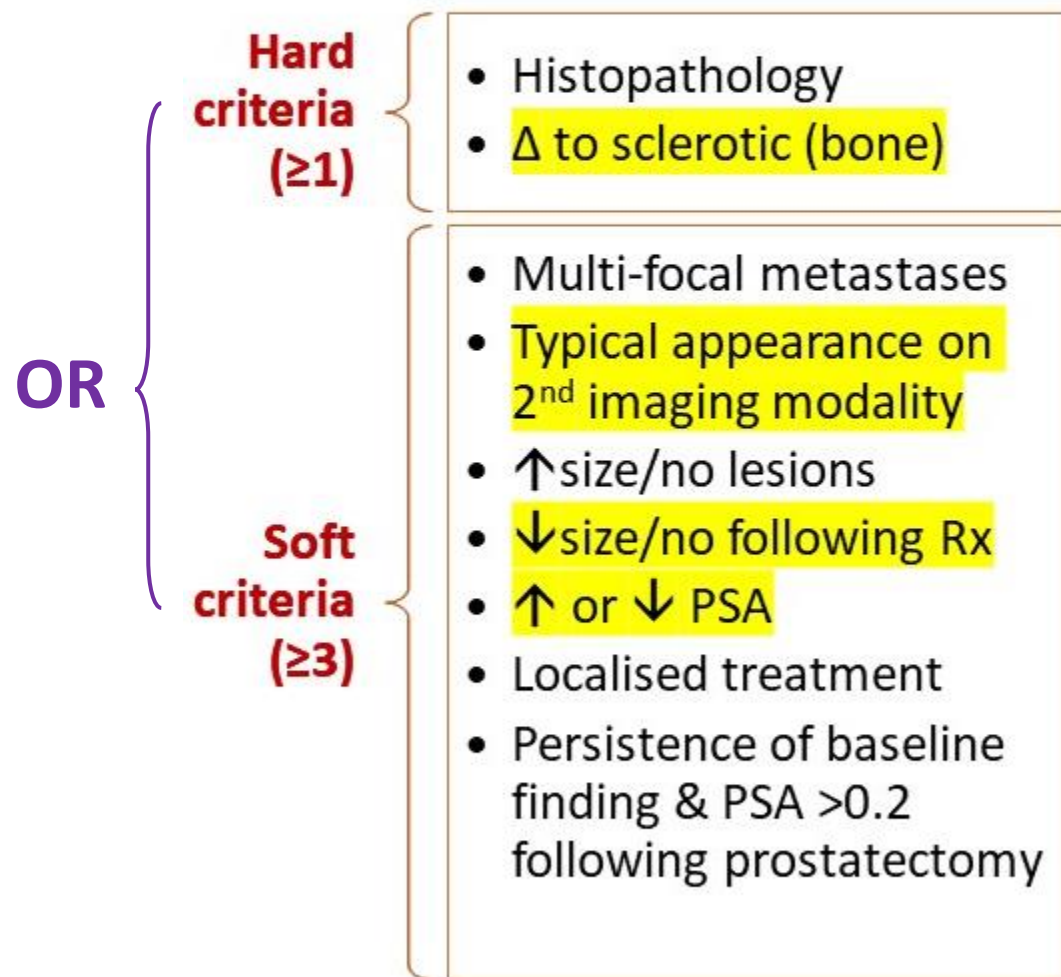 OR
Hard
criteria
(≥1)
• Histopathology
• Δ to sclerotic (bone)
Soft
criteria
(≥3)
• Multi-focal metastases
• Typical appearance on
2nd imaging modality
• ↑size/no lesions
• ↓size/no following Rx
• ↑ or ↓ PSA
• Localised treatment
• Persistence of baseline
finding & PSA >0.2
following prostatectomy